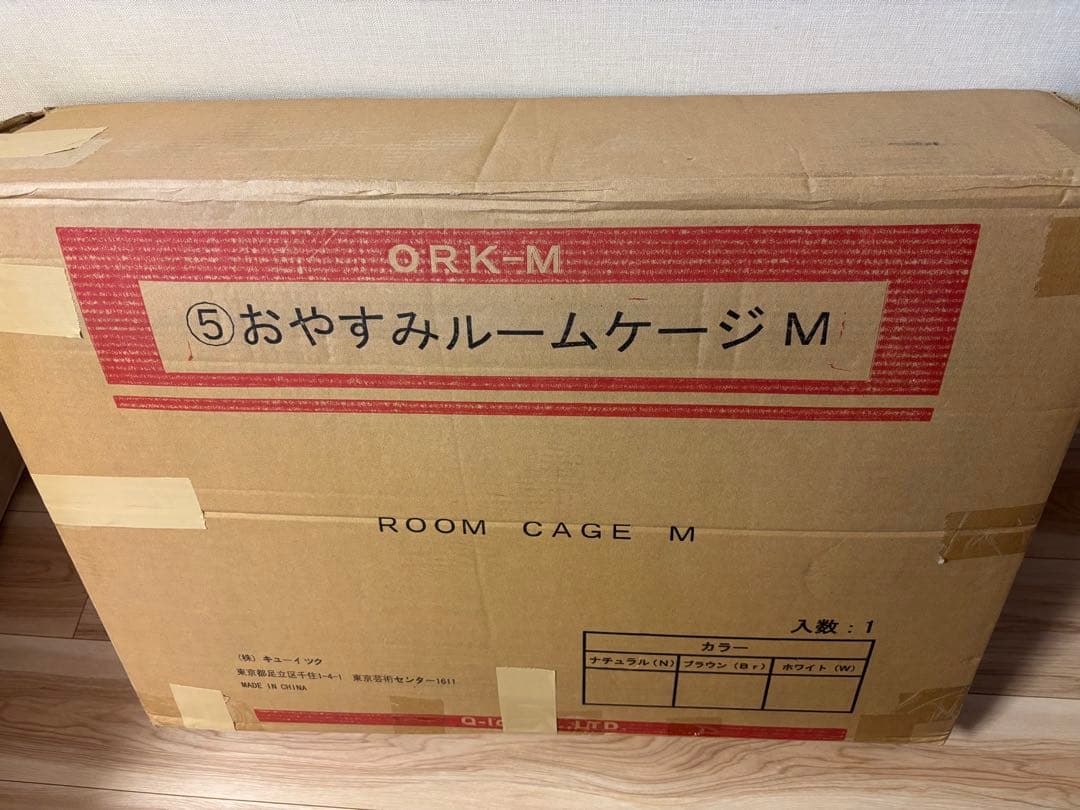 ORK-M
⑤おやすみルームケージ M
ROOM CAGE M
入数：1
カラー
ナチュラル(N) ブラウン(Br) ホワイト(W)
(株) キューイツク
東京都足立区千住1-4-1 東京芸術センター1611
MADE IN CHINA